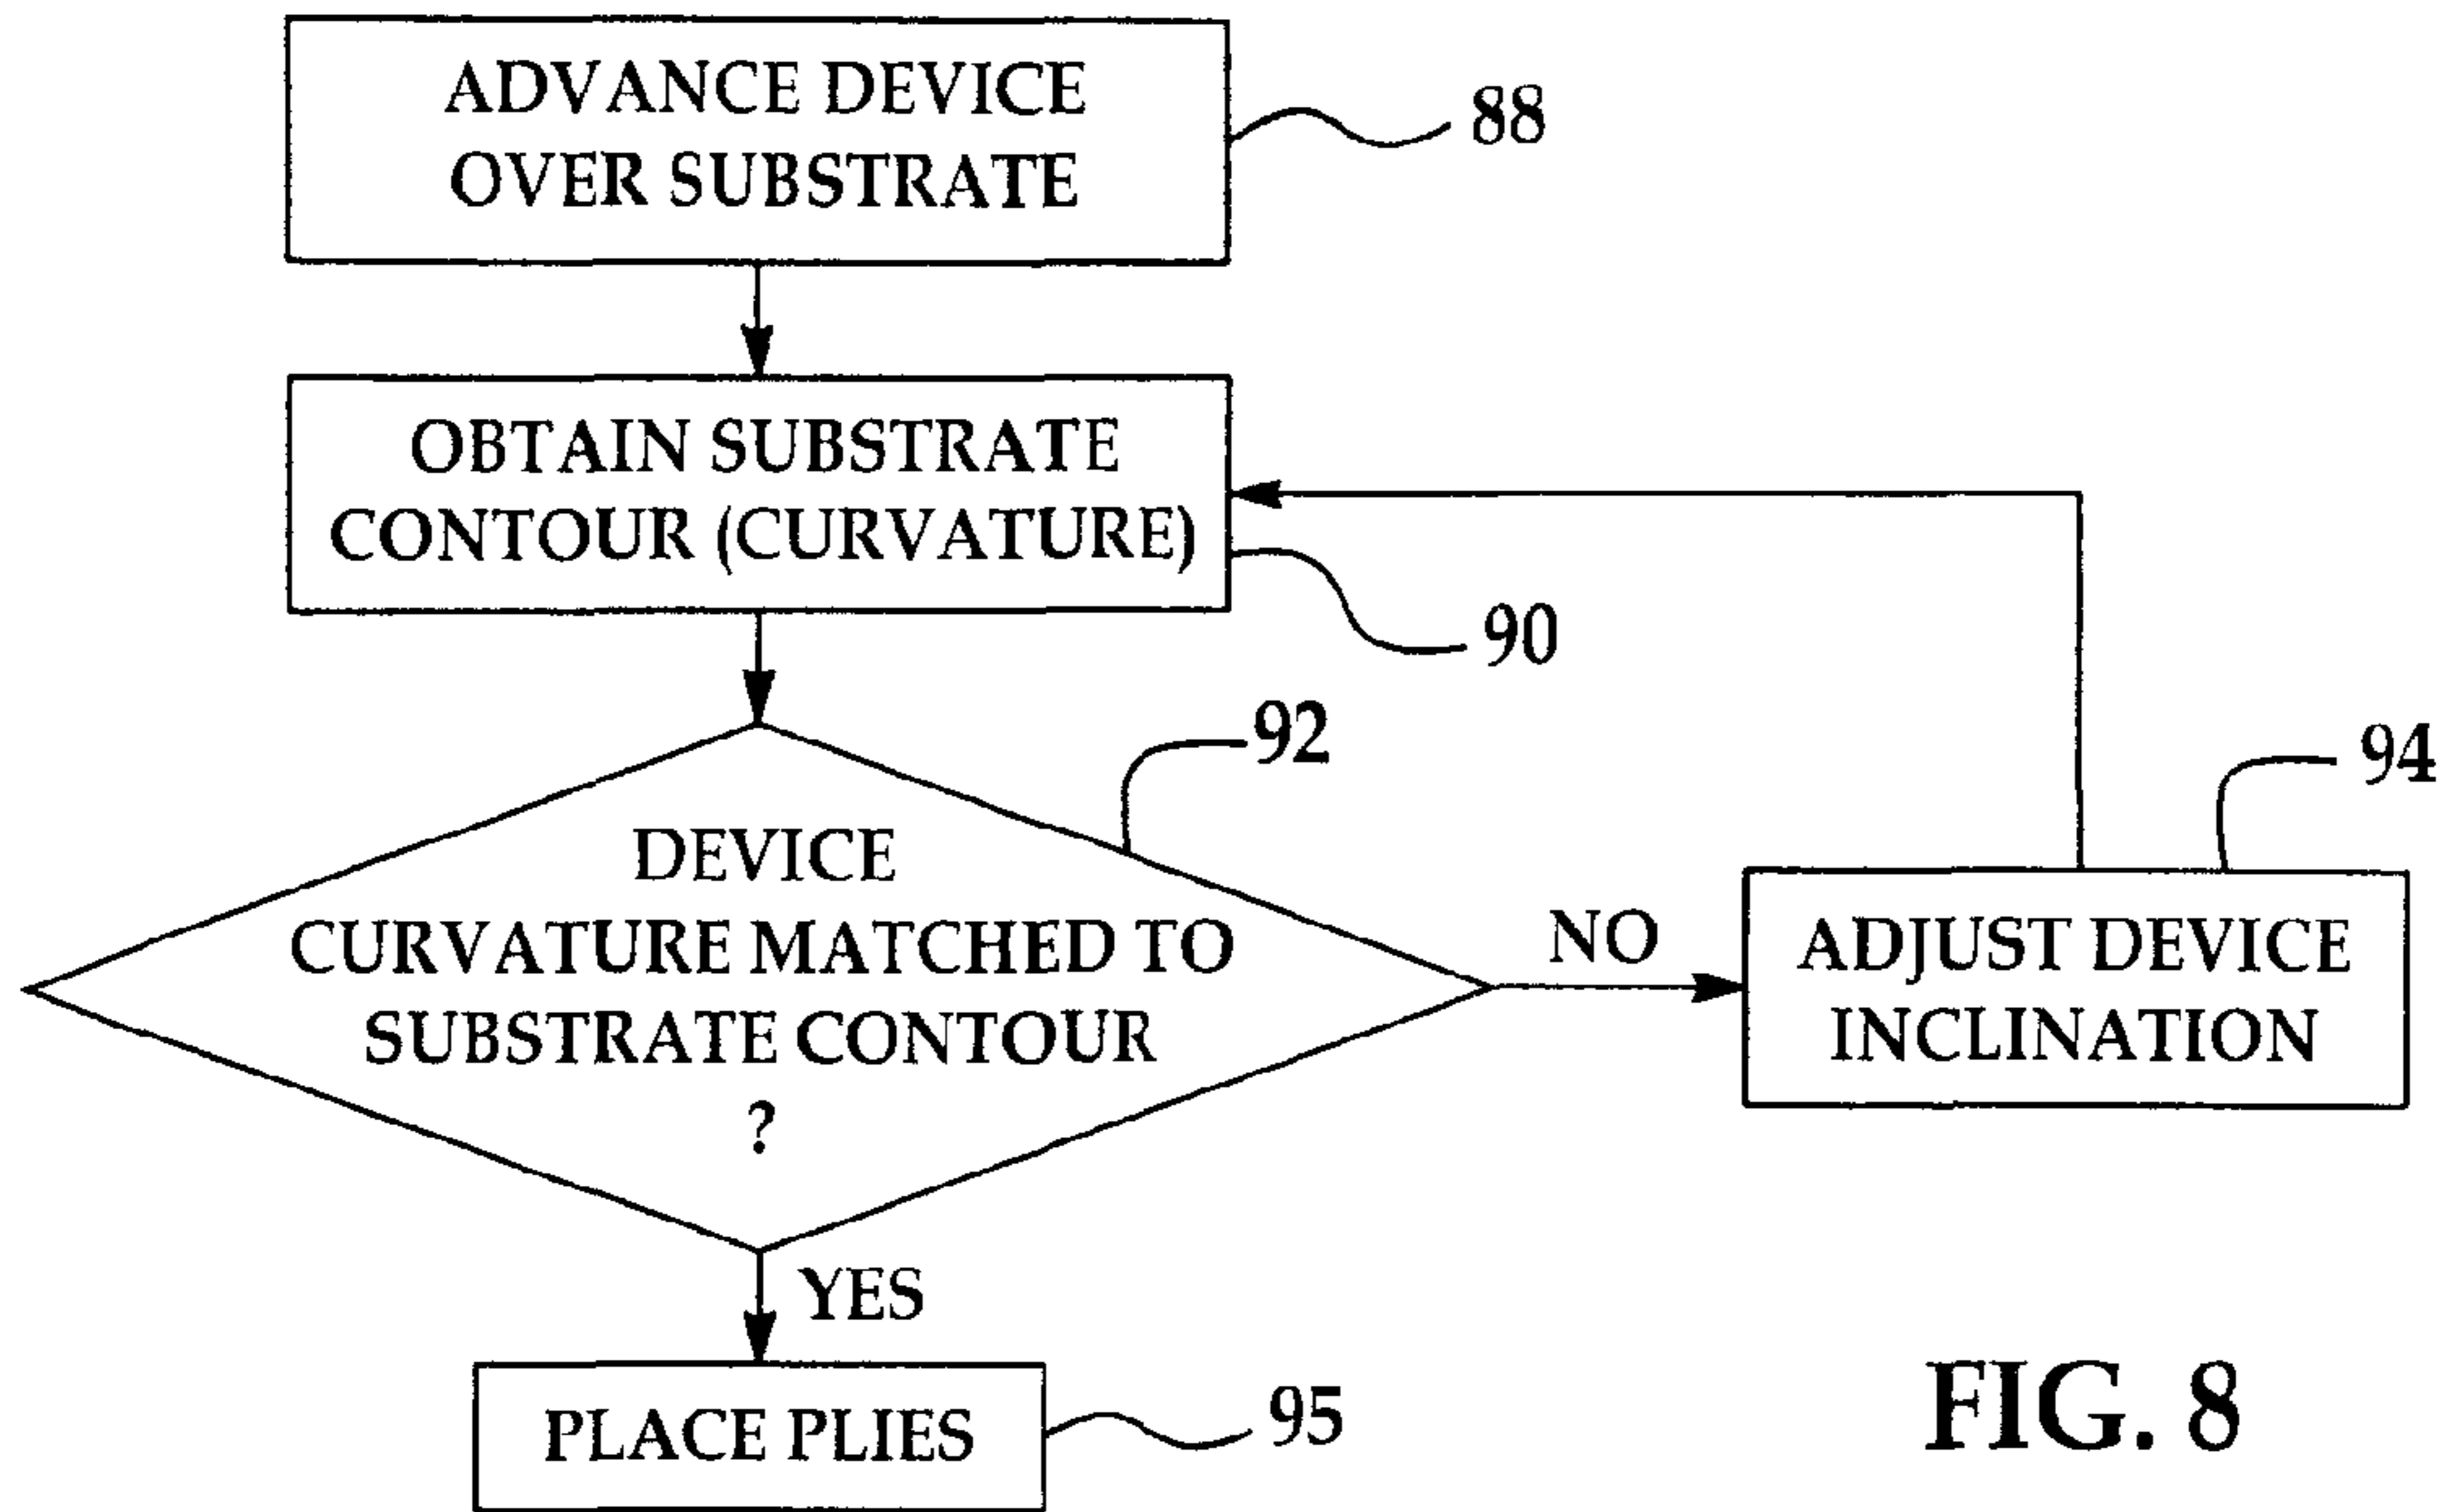 ADVANCE DEVICE
OVER SUBSTRATE
88
OBTAIN SUBSTRATE
CONTOUR (CURVATURE)
90
92
94
DEVICE
CURVATURE MATCHED TO
SUBSTRATE CONTOUR
?
NO
ADJUST DEVICE
INCLINATION
YES
PLACE PLIES
95
FIG. 8